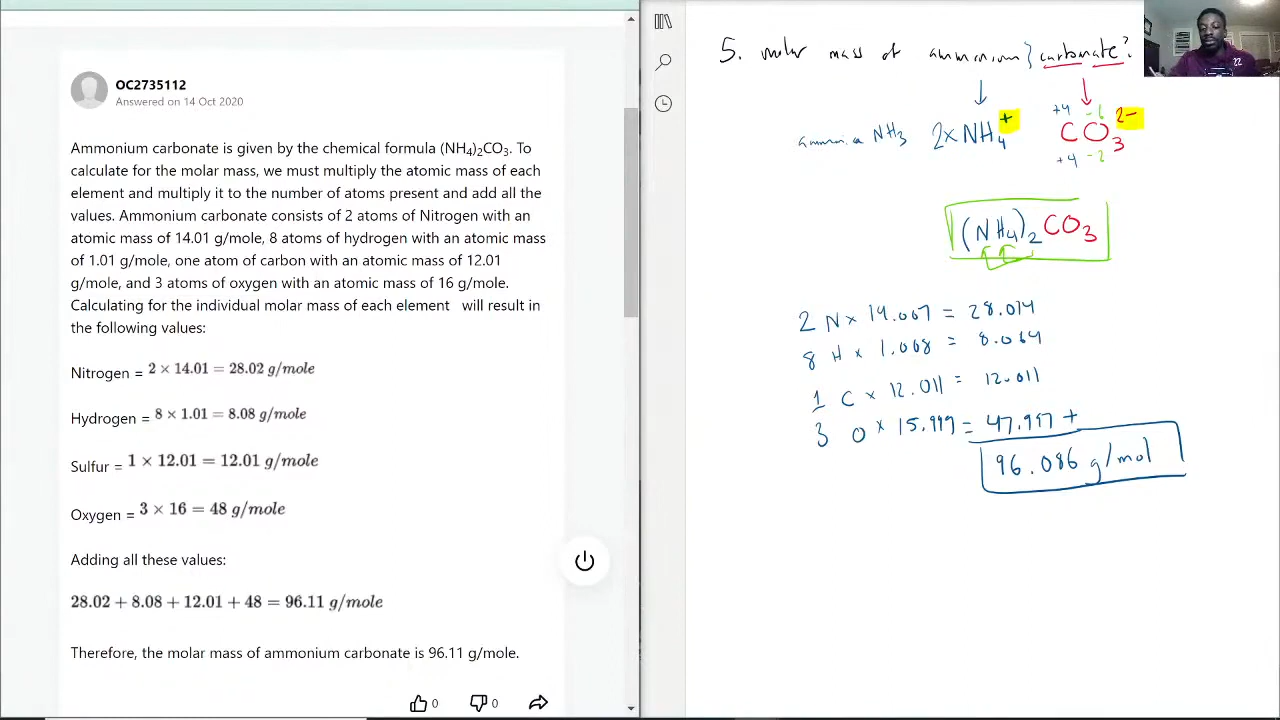 OC2735112
Answered on 14 Oct 2020
Ammonium carbonate is given by the chemical formula (NH4)₂CO₃. To
calculate for the molar mass, we must multiply the atomic mass of each
element and multiply it to the number of atoms present and add all the
values. Ammonium carbonate consists of 2 atoms of Nitrogen with an
atomic mass of 14.01 g/mole, 8 atoms of hydrogen with an atomic mass
of 1.01 g/mole, one atom of carbon with an atomic mass of 12.01
g/mole, and 3 atoms of oxygen with an atomic mass of 16 g/mole.
Calculating for the individual molar mass of each element will result in
the following values:
Nitrogen = 2 × 14.01 = 28.02 g/mole
Hydrogen = 8 × 1.01 = 8.08 g/mole
Sulfur = 1 × 12.01 = 12.01 g/mole
Oxygen = 3 × 16 = 48 g/mole
Adding all these values:
28.02 + 8.08 + 12.01 + 48 = 96.11 g/mole
Therefore, the molar mass of ammonium carbonate is 96.11 g/mole.
0 0
5. molar mass of ammonium} carbonate?
+4 -6
ammonia NH₃ 2×NH₄⁺ CO₃²⁻
+4 -2
(NH₄)₂CO₃
2 N × 14.007 = 28.014
8 H × 1.008 = 8.064
1 C × 12.011 = 12.011
3 O × 15.999 = 47.997 +
96.086 g/mol
22